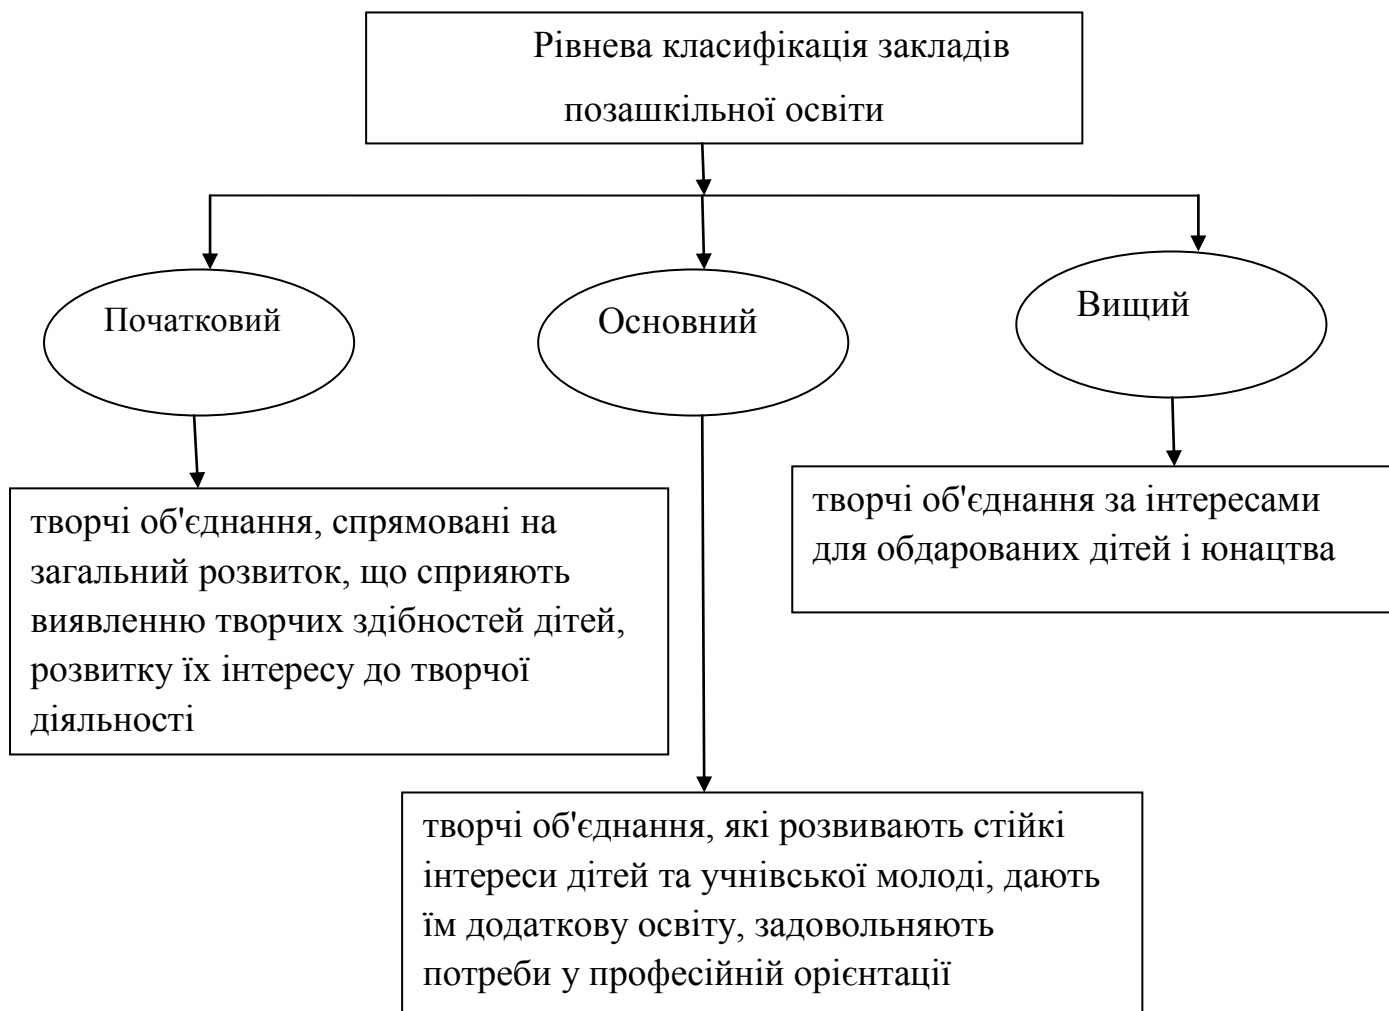 Рівнева класифікація закладів
позашкільної освіти
Початковий
Основний
Вищий
творчі об'єднання, спрямовані на
загальний розвиток, що сприяють
виявленню творчих здібностей дітей,
розвитку їх інтересу до творчої
діяльності
творчі об'єднання за інтересами
для обдарованих дітей і юнацтва
творчі об'єднання, які розвивають стійкі
інтереси дітей та учнівської молоді, дають
їм додаткову освіту, задовольняють
потреби у професійній орієнтації